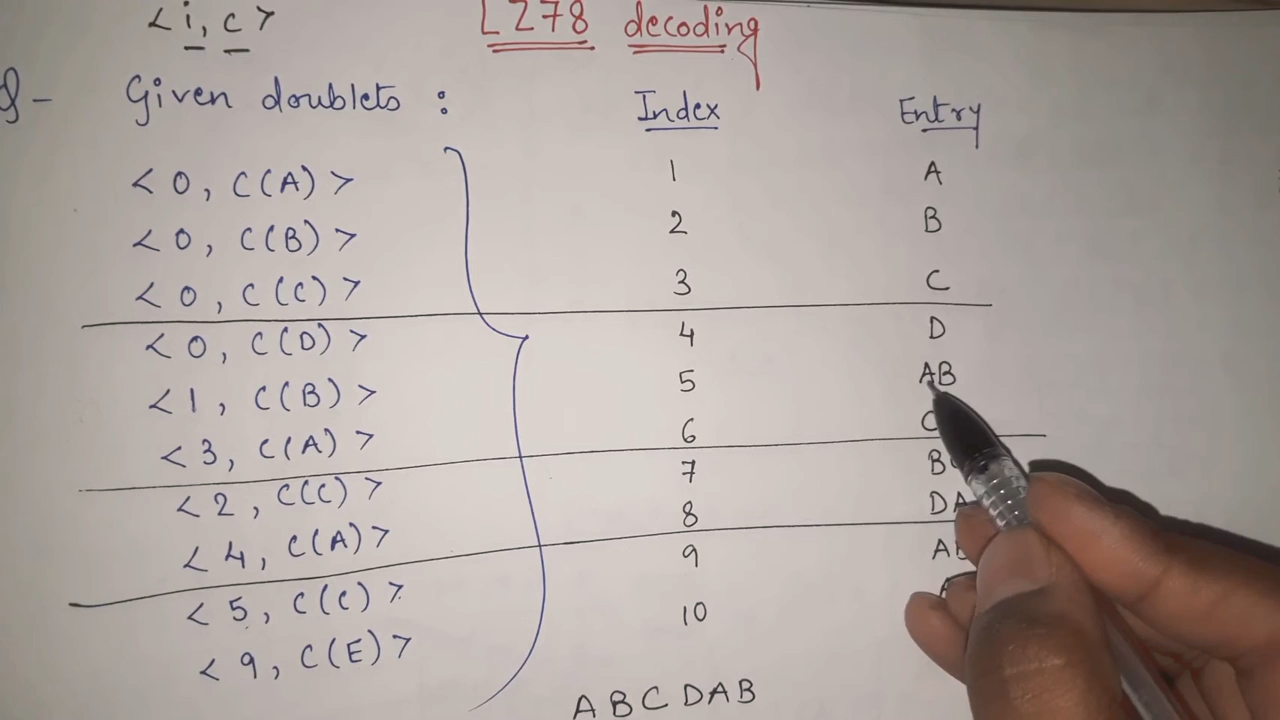 <i, c> LZ78 decoding
Q- Given doublets : Index Entry
<0, C(A)> 1 A
<0, C(B)> 2 B
<0, C(C)> 3 C
<0, C(D)> 4 D
<1, C(B)> 5 AB
<3, C(A)> 6 C
<2, C(C)> 7 B
<4, C(A)> 8 DA
<5, C(C)> 9 A
<9, C(E)> 10
ABCDAB